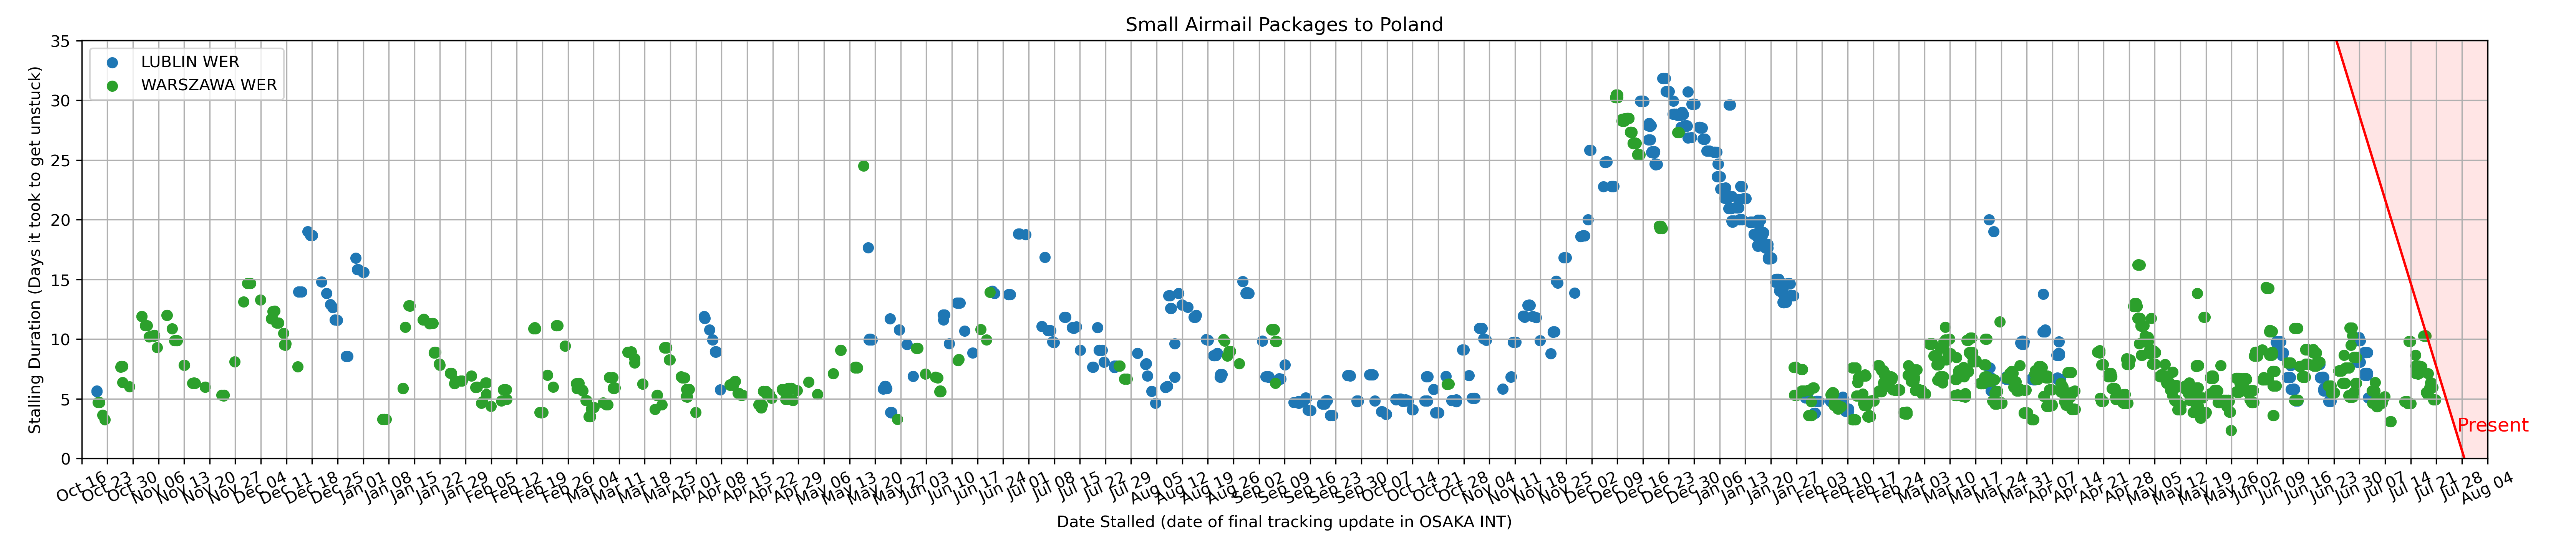 Small Airmail Packages to Poland
LUBLIN WER
WARSZAWA WER
Stalling Duration (Days it took to get unstuck)
35
30
25
20
15
10
5
0
Present
Oct 16
Oct 23
Oct 30
Nov 06
Nov 13
Nov 20
Nov 27
Dec 04
Dec 11
Dec 18
Dec 25
Jan 01
Jan 08
Jan 15
Jan 22
Jan 29
Feb 05
Feb 12
Feb 19
Feb 26
Mar 04
Mar 11
Mar 18
Mar 25
Apr 01
Apr 08
Apr 15
Apr 22
Apr 29
May 06
May 13
May 20
May 27
Jun 03
Jun 10
Jun 17
Jun 24
Jul 01
Jul 08
Jul 15
Jul 22
Jul 29
Aug 05
Aug 12
Aug 19
Aug 26
Sep 02
Sep 09
Sep 16
Sep 23
Sep 30
Oct 07
Oct 14
Oct 21
Oct 28
Nov 04
Nov 11
Nov 18
Nov 25
Dec 02
Dec 09
Dec 16
Dec 23
Dec 30
Jan 06
Jan 13
Jan 20
Jan 27
Feb 03
Feb 10
Feb 17
Feb 24
Mar 03
Mar 10
Mar 17
Mar 24
Mar 31
Apr 07
Apr 14
Apr 21
Apr 28
May 05
May 12
May 19
May 26
Jun 02
Jun 09
Jun 16
Jun 23
Jun 30
Jul 07
Jul 14
Jul 21
Jul 28
Aug 04
Date Stalled (date of final tracking update in OSAKA INT)